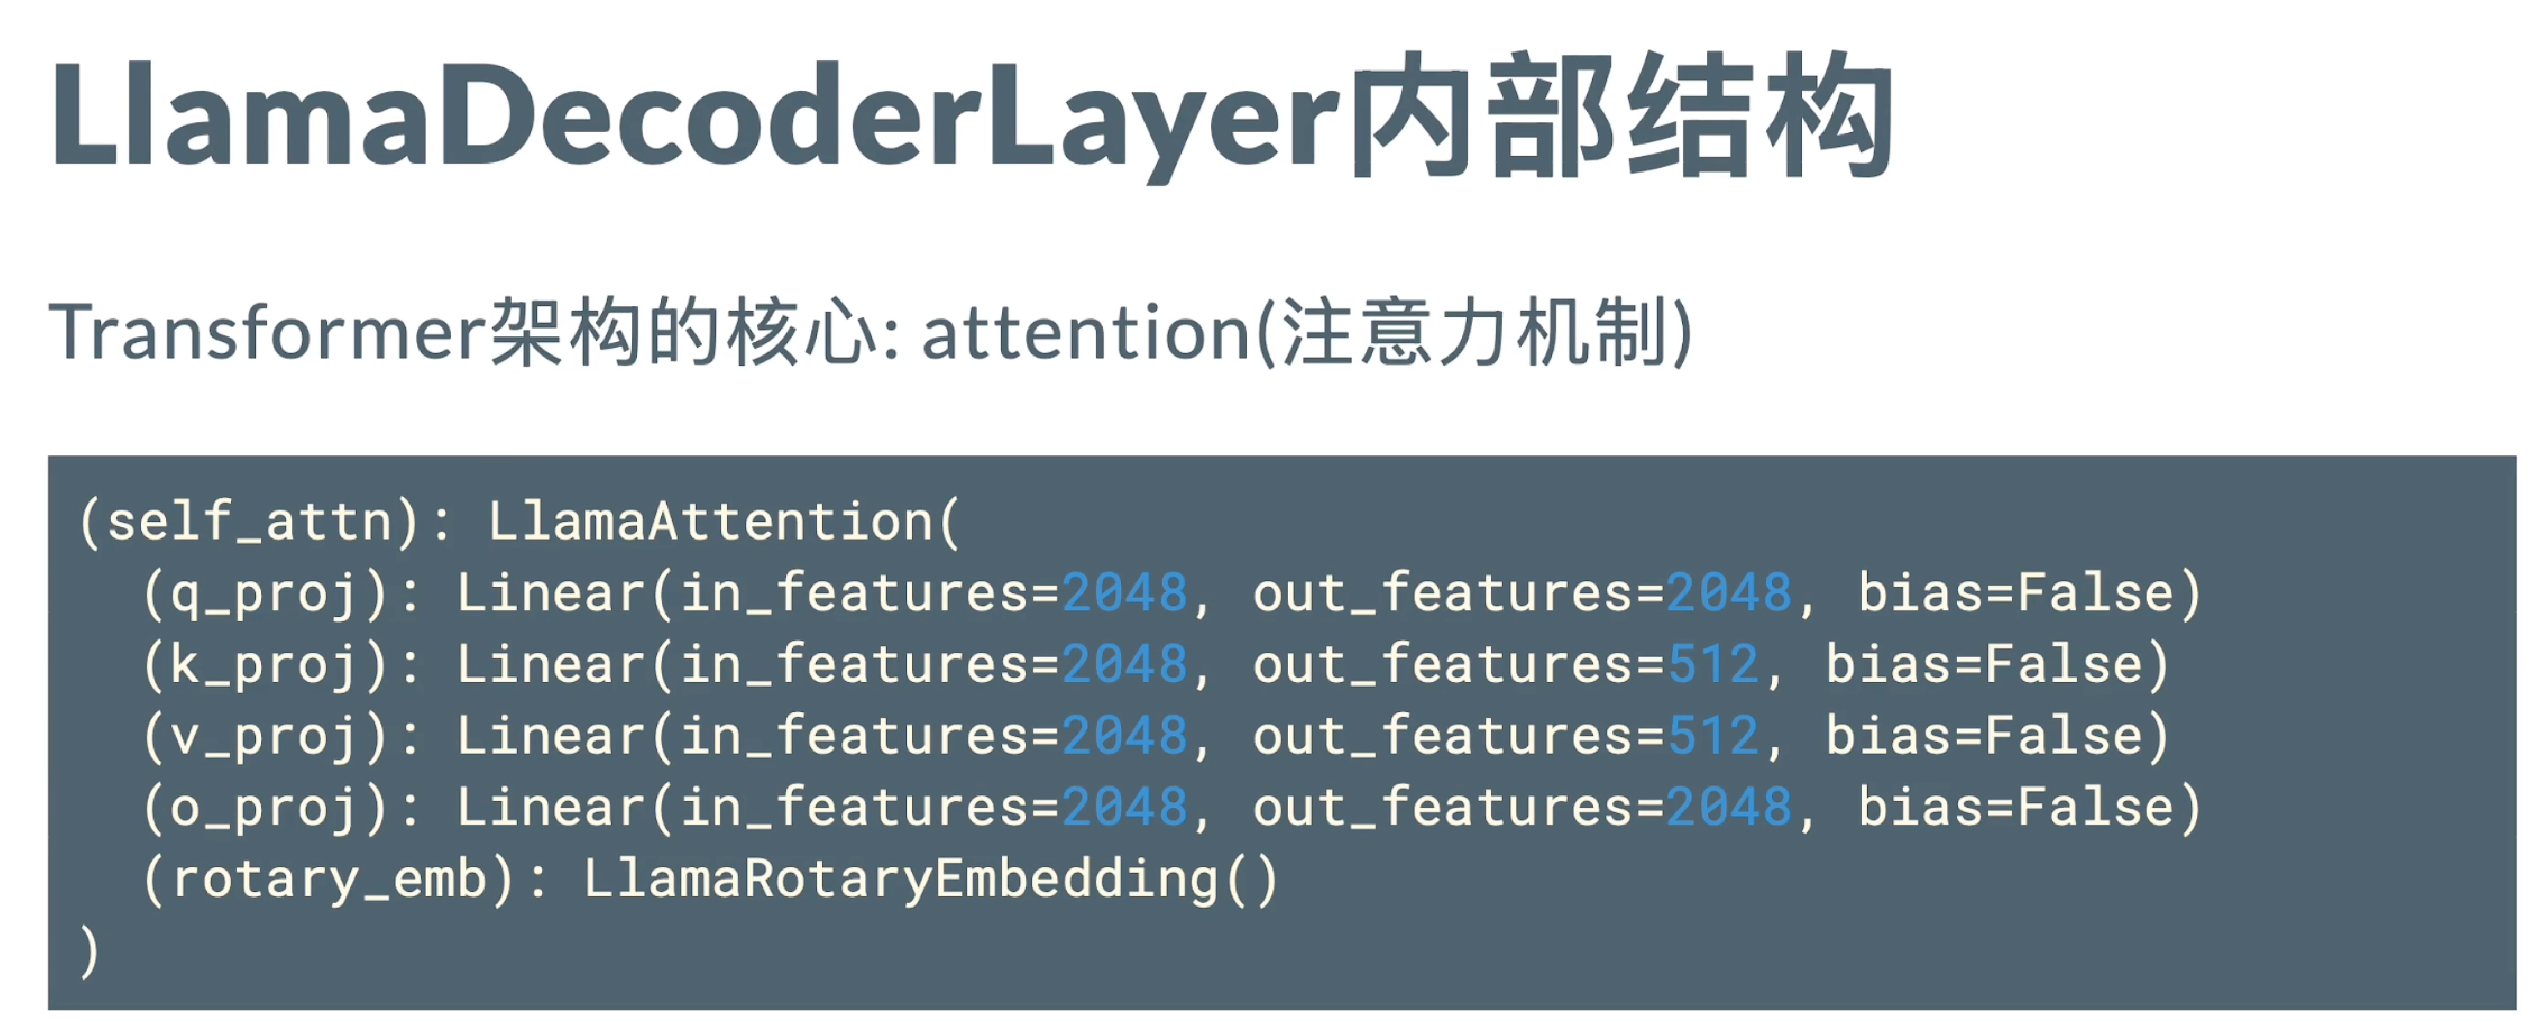 LlamaDecoderLayer内部结构
Transformer架构的核心: attention(注意力机制)
(self_attn): LlamaAttention(
  (q_proj): Linear(in_features=2048, out_features=2048, bias=False)
  (k_proj): Linear(in_features=2048, out_features=512, bias=False)
  (v_proj): Linear(in_features=2048, out_features=512, bias=False)
  (o_proj): Linear(in_features=2048, out_features=2048, bias=False)
  (rotary_emb): LlamaRotaryEmbedding()
)